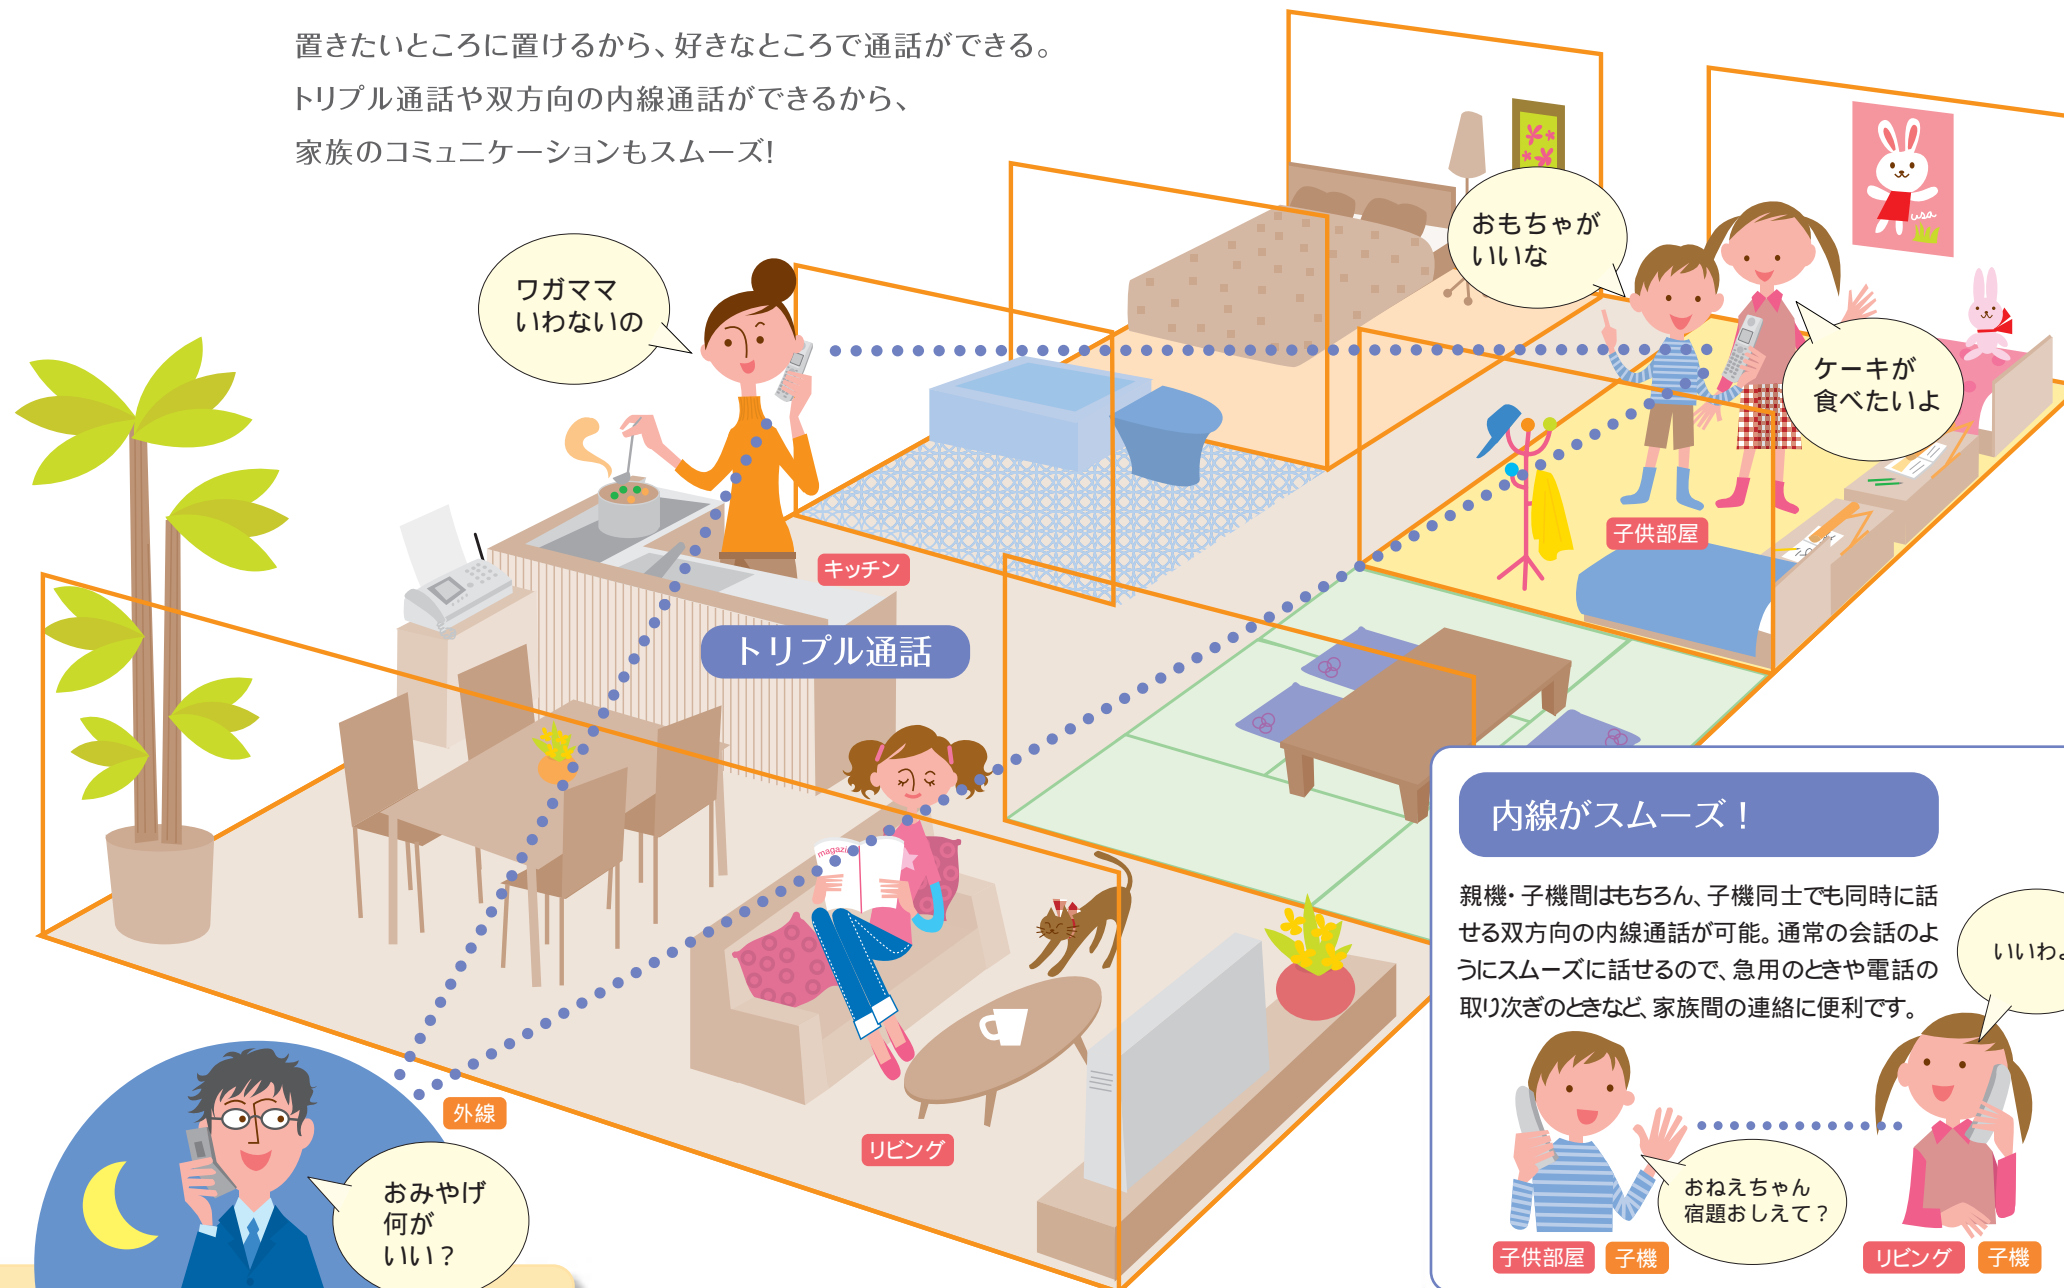 置きたいところに置けるから、好きなところで通話ができる。
トリプル通話や双方向の内線通話ができるから、
家族のコミュニケーションもスムーズ!
おもちゃが
いいな
usa
ワガママ
いわないの
ケーキが
食べたいよ
子供部屋
キッチン
トリプル通話
magazi
内線がスムーズ!
親機・子機間はもちろん、子機同士でも同時に話
せる双方向の内線通話が可能。通常の会話のよ
うにスムーズに話せるので、急用のときや電話の
取り次ぎのときなど、家族間の連絡に便利です。
いいわ
外線
リビング
おみやげ
何が
いい?
おねえちゃん
宿題おしえて?
子供部屋 子機
リビング 子機